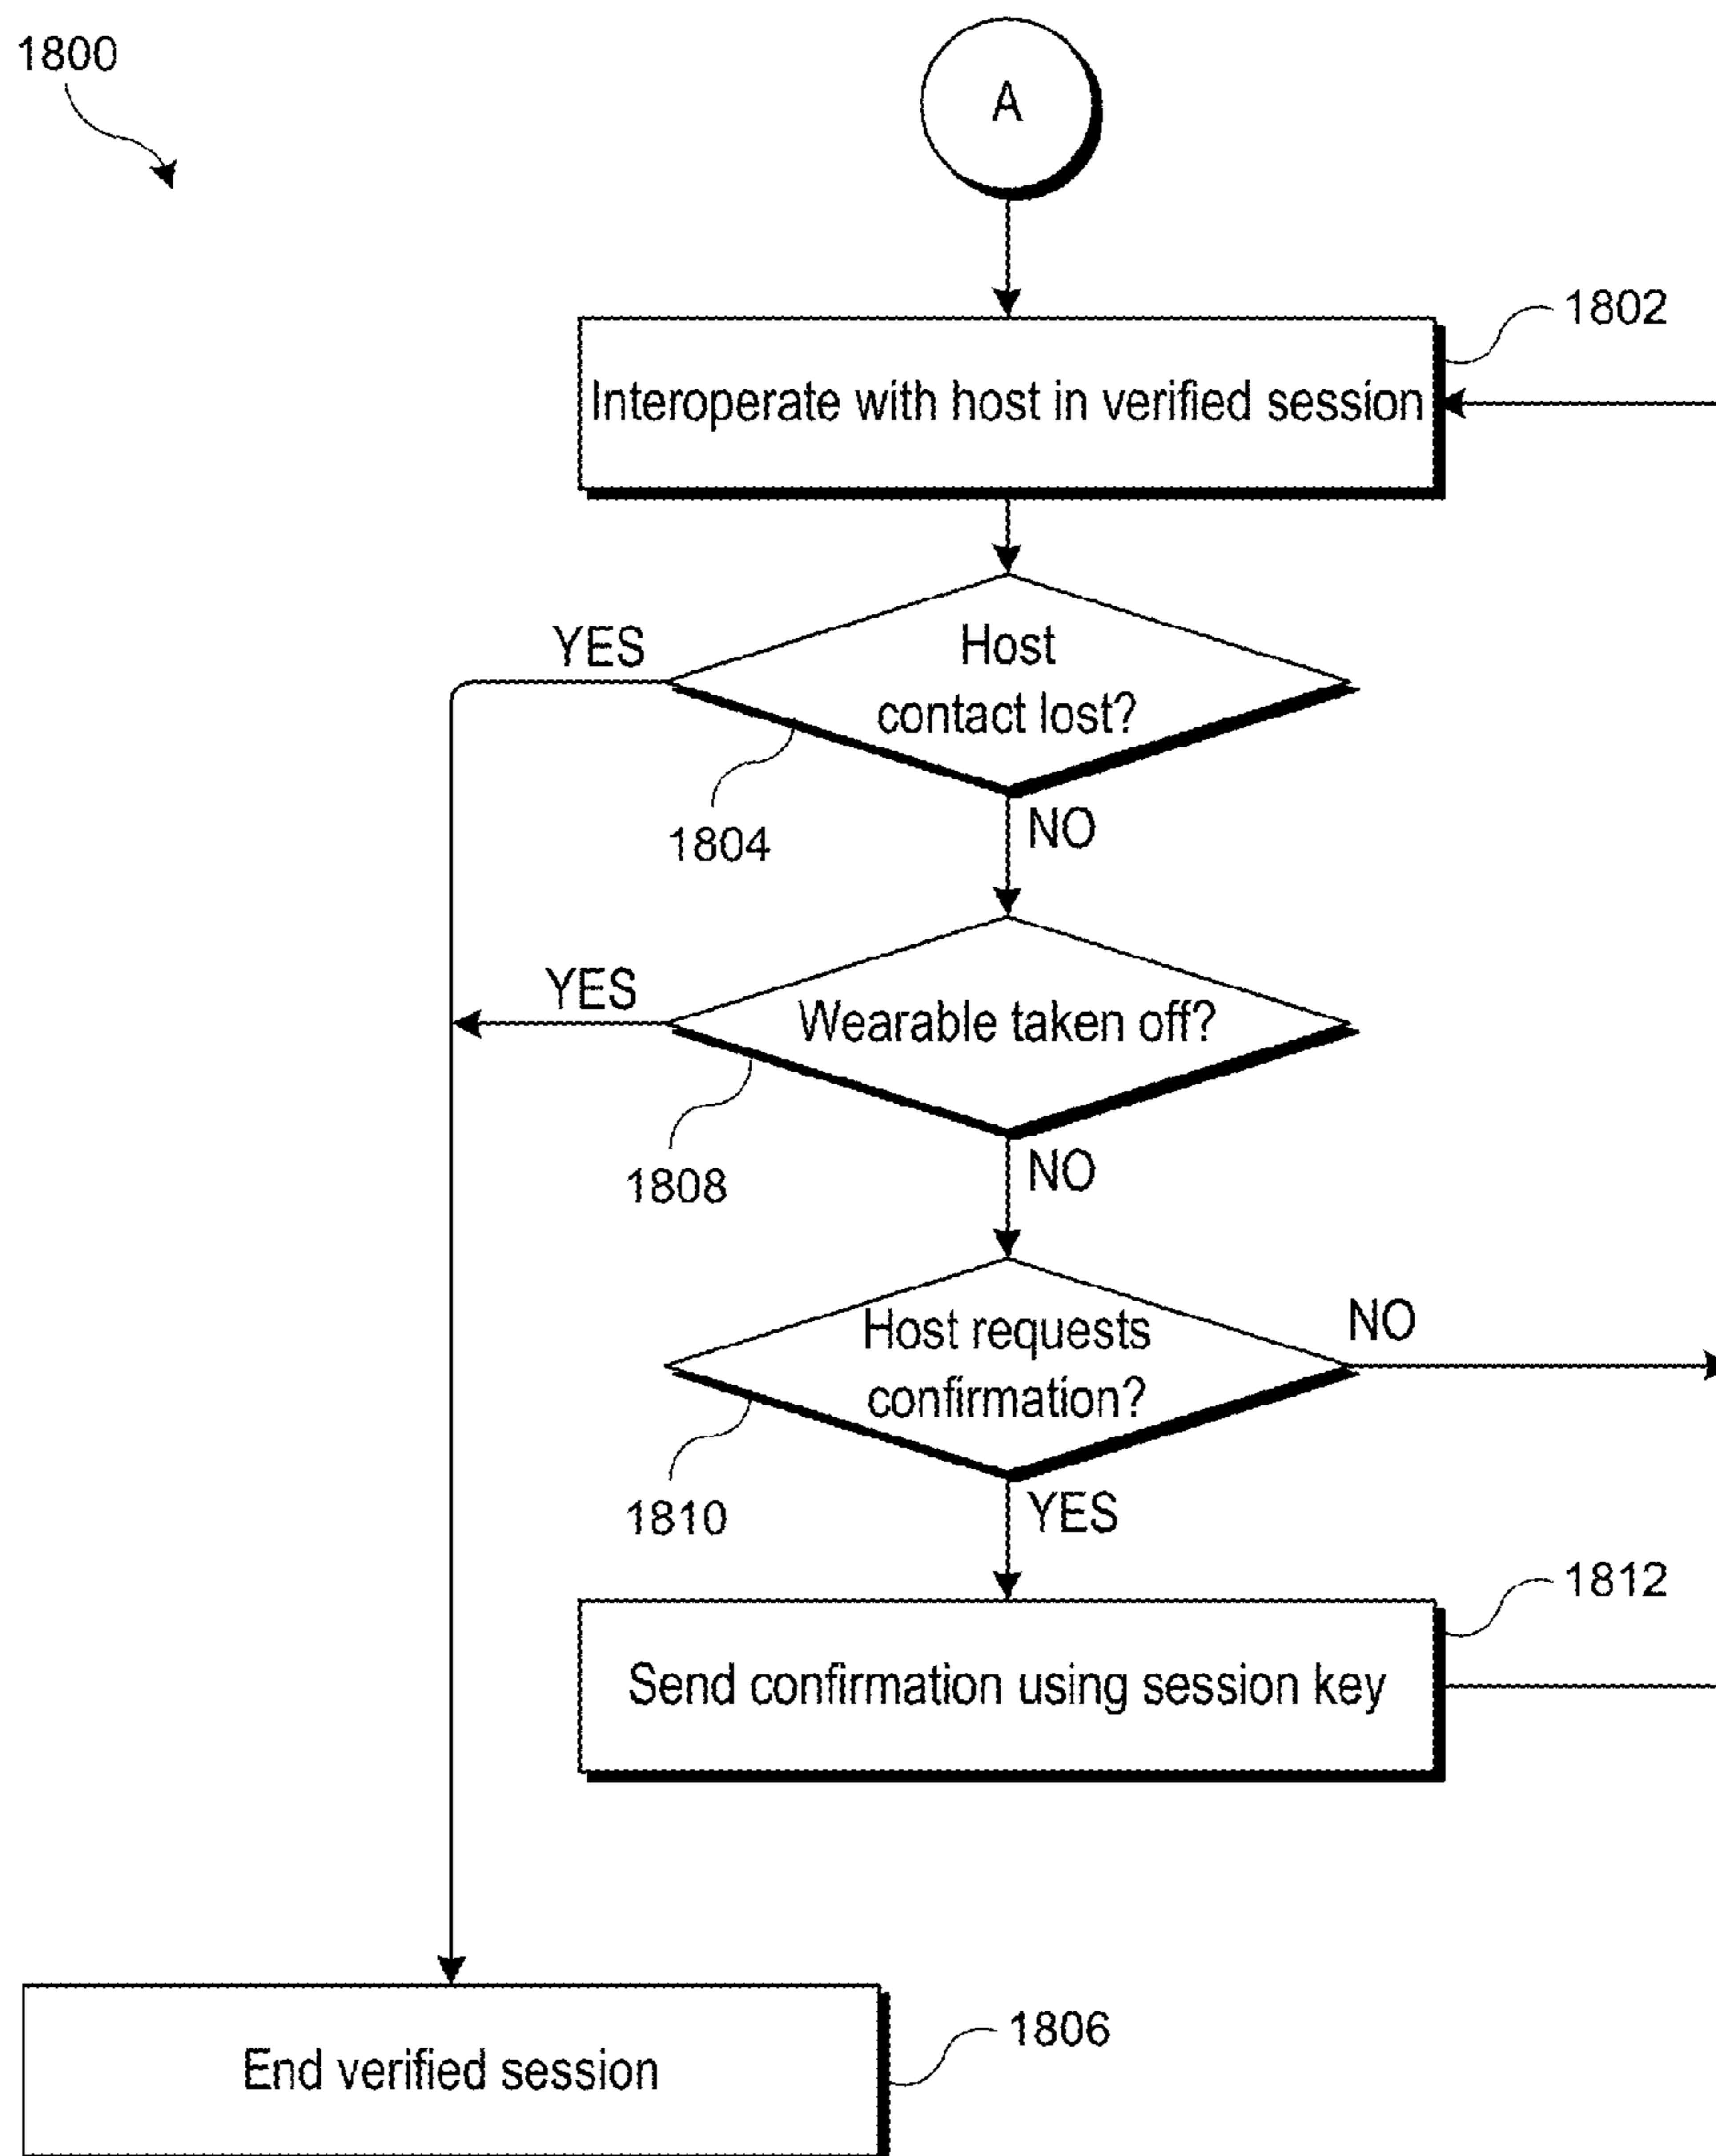 1800
A
1802
Interoperate with host in verified session
YES
Host
contact lost?
1804
NO
YES
Wearable taken off?
1808
NO
Host requests
confirmation?
NO
1810
YES
1812
Send confirmation using session key
1806
End verified session